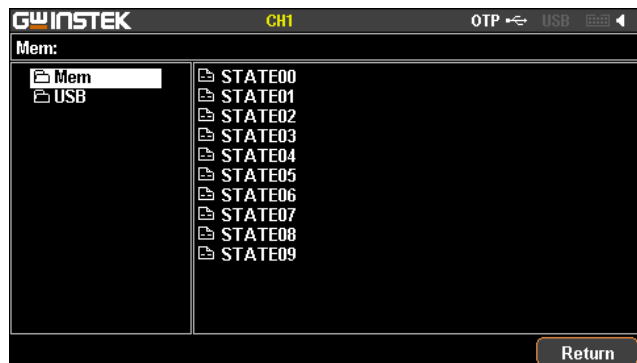 GWINSTEK CH1 OTP USB
Mem:
Mem
USB
STATE00
STATE01
STATE02
STATE03
STATE04
STATE05
STATE06
STATE07
STATE08
STATE09
Return